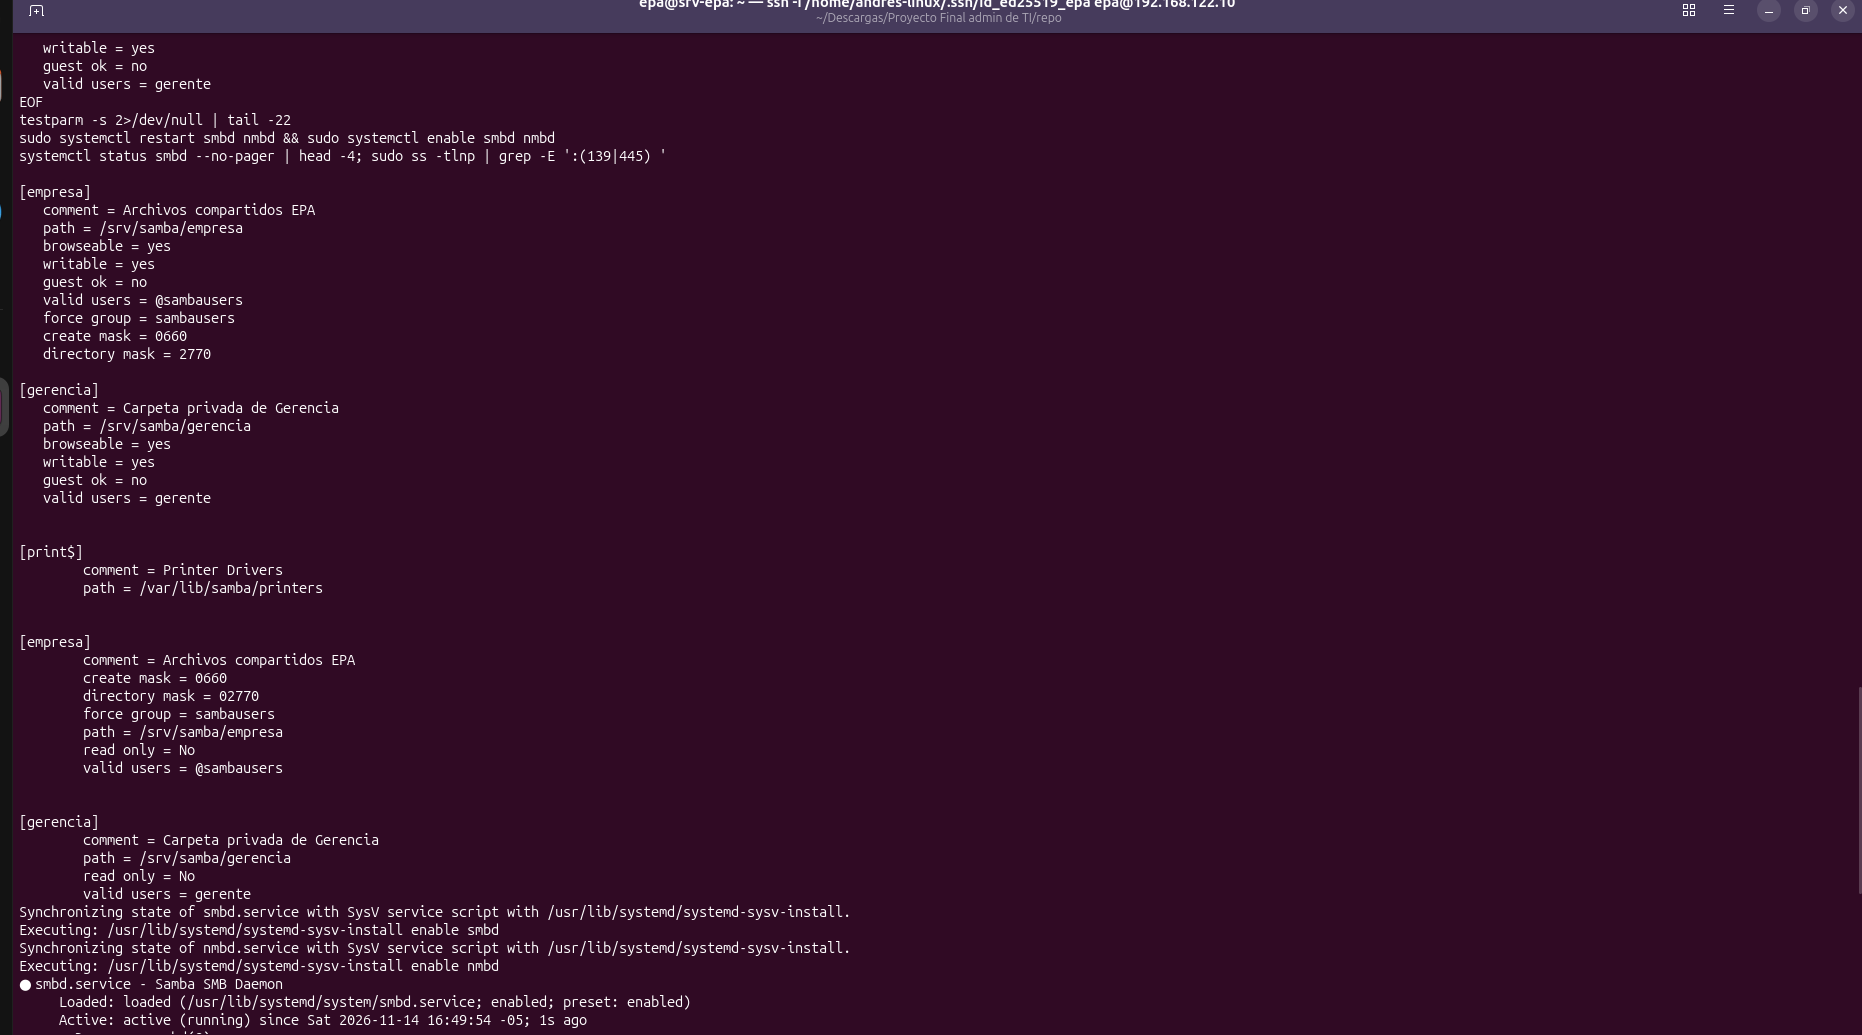 epa@srv-epa: ~ — ssh -i /home/andres-linux/.ssh/id_ed25519_epa epa@192.168.122.10
~/Descargas/Proyecto Final admin de TI/repo
   writable = yes
   guest ok = no
   valid users = gerente
EOF
testparm -s 2>/dev/null | tail -22
sudo systemctl restart smbd nmbd && sudo systemctl enable smbd nmbd
systemctl status smbd --no-pager | head -4; sudo ss -tlnp | grep -E ':(139|445) '
[empresa]
   comment = Archivos compartidos EPA
   path = /srv/samba/empresa
   browseable = yes
   writable = yes
   guest ok = no
   valid users = @sambausers
   force group = sambausers
   create mask = 0660
   directory mask = 2770
[gerencia]
   comment = Carpeta privada de Gerencia
   path = /srv/samba/gerencia
   browseable = yes
   writable = yes
   guest ok = no
   valid users = gerente
[print$]
        comment = Printer Drivers
        path = /var/lib/samba/printers
[empresa]
        comment = Archivos compartidos EPA
        create mask = 0660
        directory mask = 02770
        force group = sambausers
        path = /srv/samba/empresa
        read only = No
        valid users = @sambausers
[gerencia]
        comment = Carpeta privada de Gerencia
        path = /srv/samba/gerencia
        read only = No
        valid users = gerente
Synchronizing state of smbd.service with SysV service script with /usr/lib/systemd/systemd-sysv-install.
Executing: /usr/lib/systemd/systemd-sysv-install enable smbd
Synchronizing state of nmbd.service with SysV service script with /usr/lib/systemd/systemd-sysv-install.
Executing: /usr/lib/systemd/systemd-sysv-install enable nmbd
● smbd.service - Samba SMB Daemon
     Loaded: loaded (/usr/lib/systemd/system/smbd.service; enabled; preset: enabled)
     Active: active (running) since Sat 2026-11-14 16:49:54 -05; 1s ago